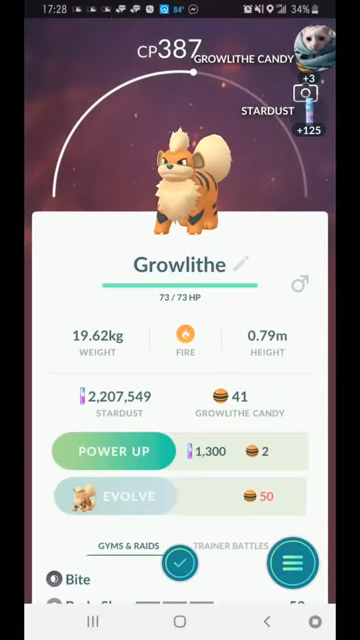 17:28 84° 34%
CP387
GROWLITHE CANDY
+3
STARDUST
+125
Growlithe
73 / 73 HP
19.62kg 0.79m
WEIGHT FIRE HEIGHT
2,207,549 41
STARDUST GROWLITHE CANDY
POWER UP 1,300 2
EVOLVE 50
GYMS & RAIDS TRAINER BATTLES
Bite